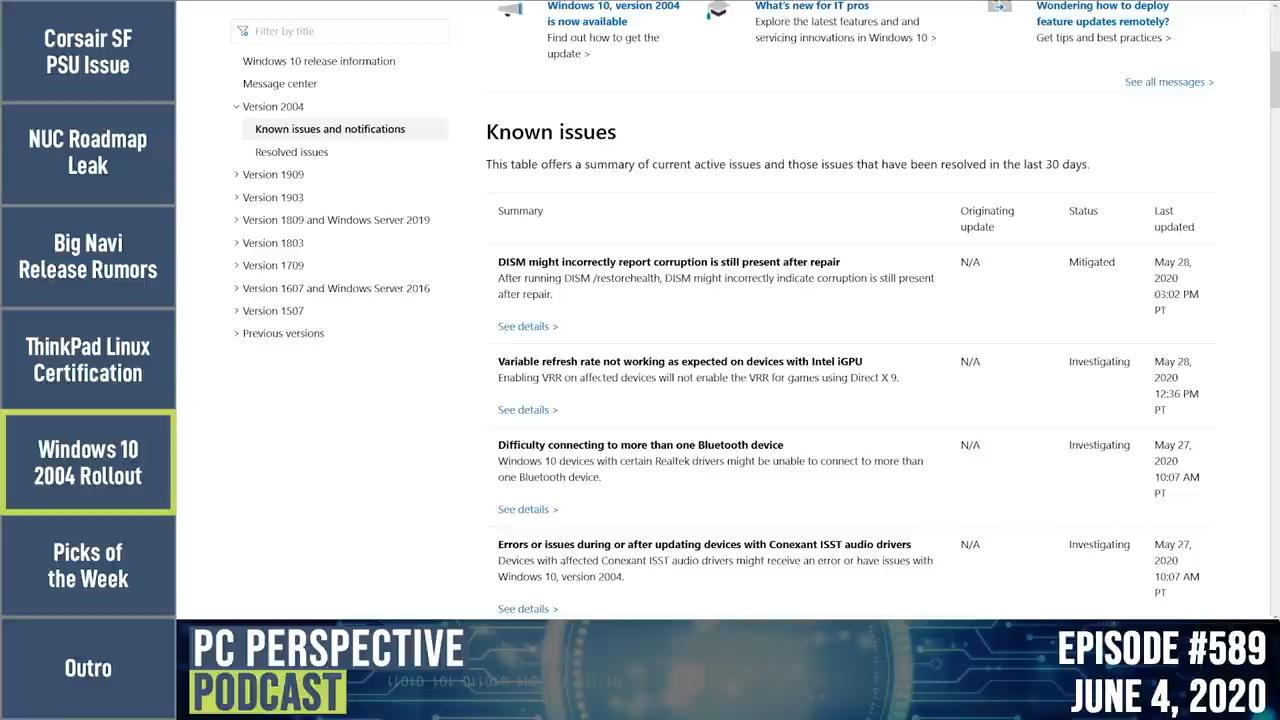 Corsair SF
PSU Issue
NUC Roadmap
Leak
Big Navi
Release Rumors
ThinkPad Linux
Certification
Windows 10
2004 Rollout
Picks of
the Week
Outro
Filter by title
Windows 10 release information
Message center
Version 2004
Known issues and notifications
Resolved issues
Version 1909
Version 1903
Version 1809 and Windows Server 2019
Version 1803
Version 1709
Version 1607 and Windows Server 2016
Version 1507
Previous versions
Windows 10, version 2004
is now available
Find out how to get the
update >
What's new for IT pros
Explore the latest features and and
servicing innovations in Windows 10 >
Wondering how to deploy
feature updates remotely?
Get tips and best practices >
See all messages >
Known issues
This table offers a summary of current active issues and those issues that have been resolved in the last 30 days.
Summary
Originating
update
Status
Last
updated
DISM might incorrectly report corruption is still present after repair
After running DISM /restorehealth, DISM might incorrectly indicate corruption is still present
after repair.
See details >
N/A
Mitigated
May 28,
2020
03:02 PM
PT
Variable refresh rate not working as expected on devices with Intel iGPU
Enabling VRR on affected devices will not enable the VRR for games using Direct X 9.
See details >
N/A
Investigating
May 28,
2020
12:36 PM
PT
Difficulty connecting to more than one Bluetooth device
Windows 10 devices with certain Realtek drivers might be unable to connect to more than
one Bluetooth device.
See details >
N/A
Investigating
May 27,
2020
10:07 AM
PT
Errors or issues during or after updating devices with Conexant ISST audio drivers
Devices with affected Conexant ISST audio drivers might receive an error or have issues with
Windows 10, version 2004.
See details >
N/A
Investigating
May 27,
2020
10:07 AM
PT
PC PERSPECTIVE
PODCAST
EPISODE #589
JUNE 4, 2020